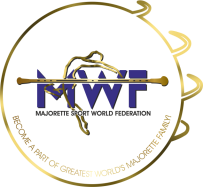 MWF
MAJORETTE SPORT WORLD FEDERATION
BECOME A PART OF GREATEST WORLD'S MAJORETTE FAMILY!